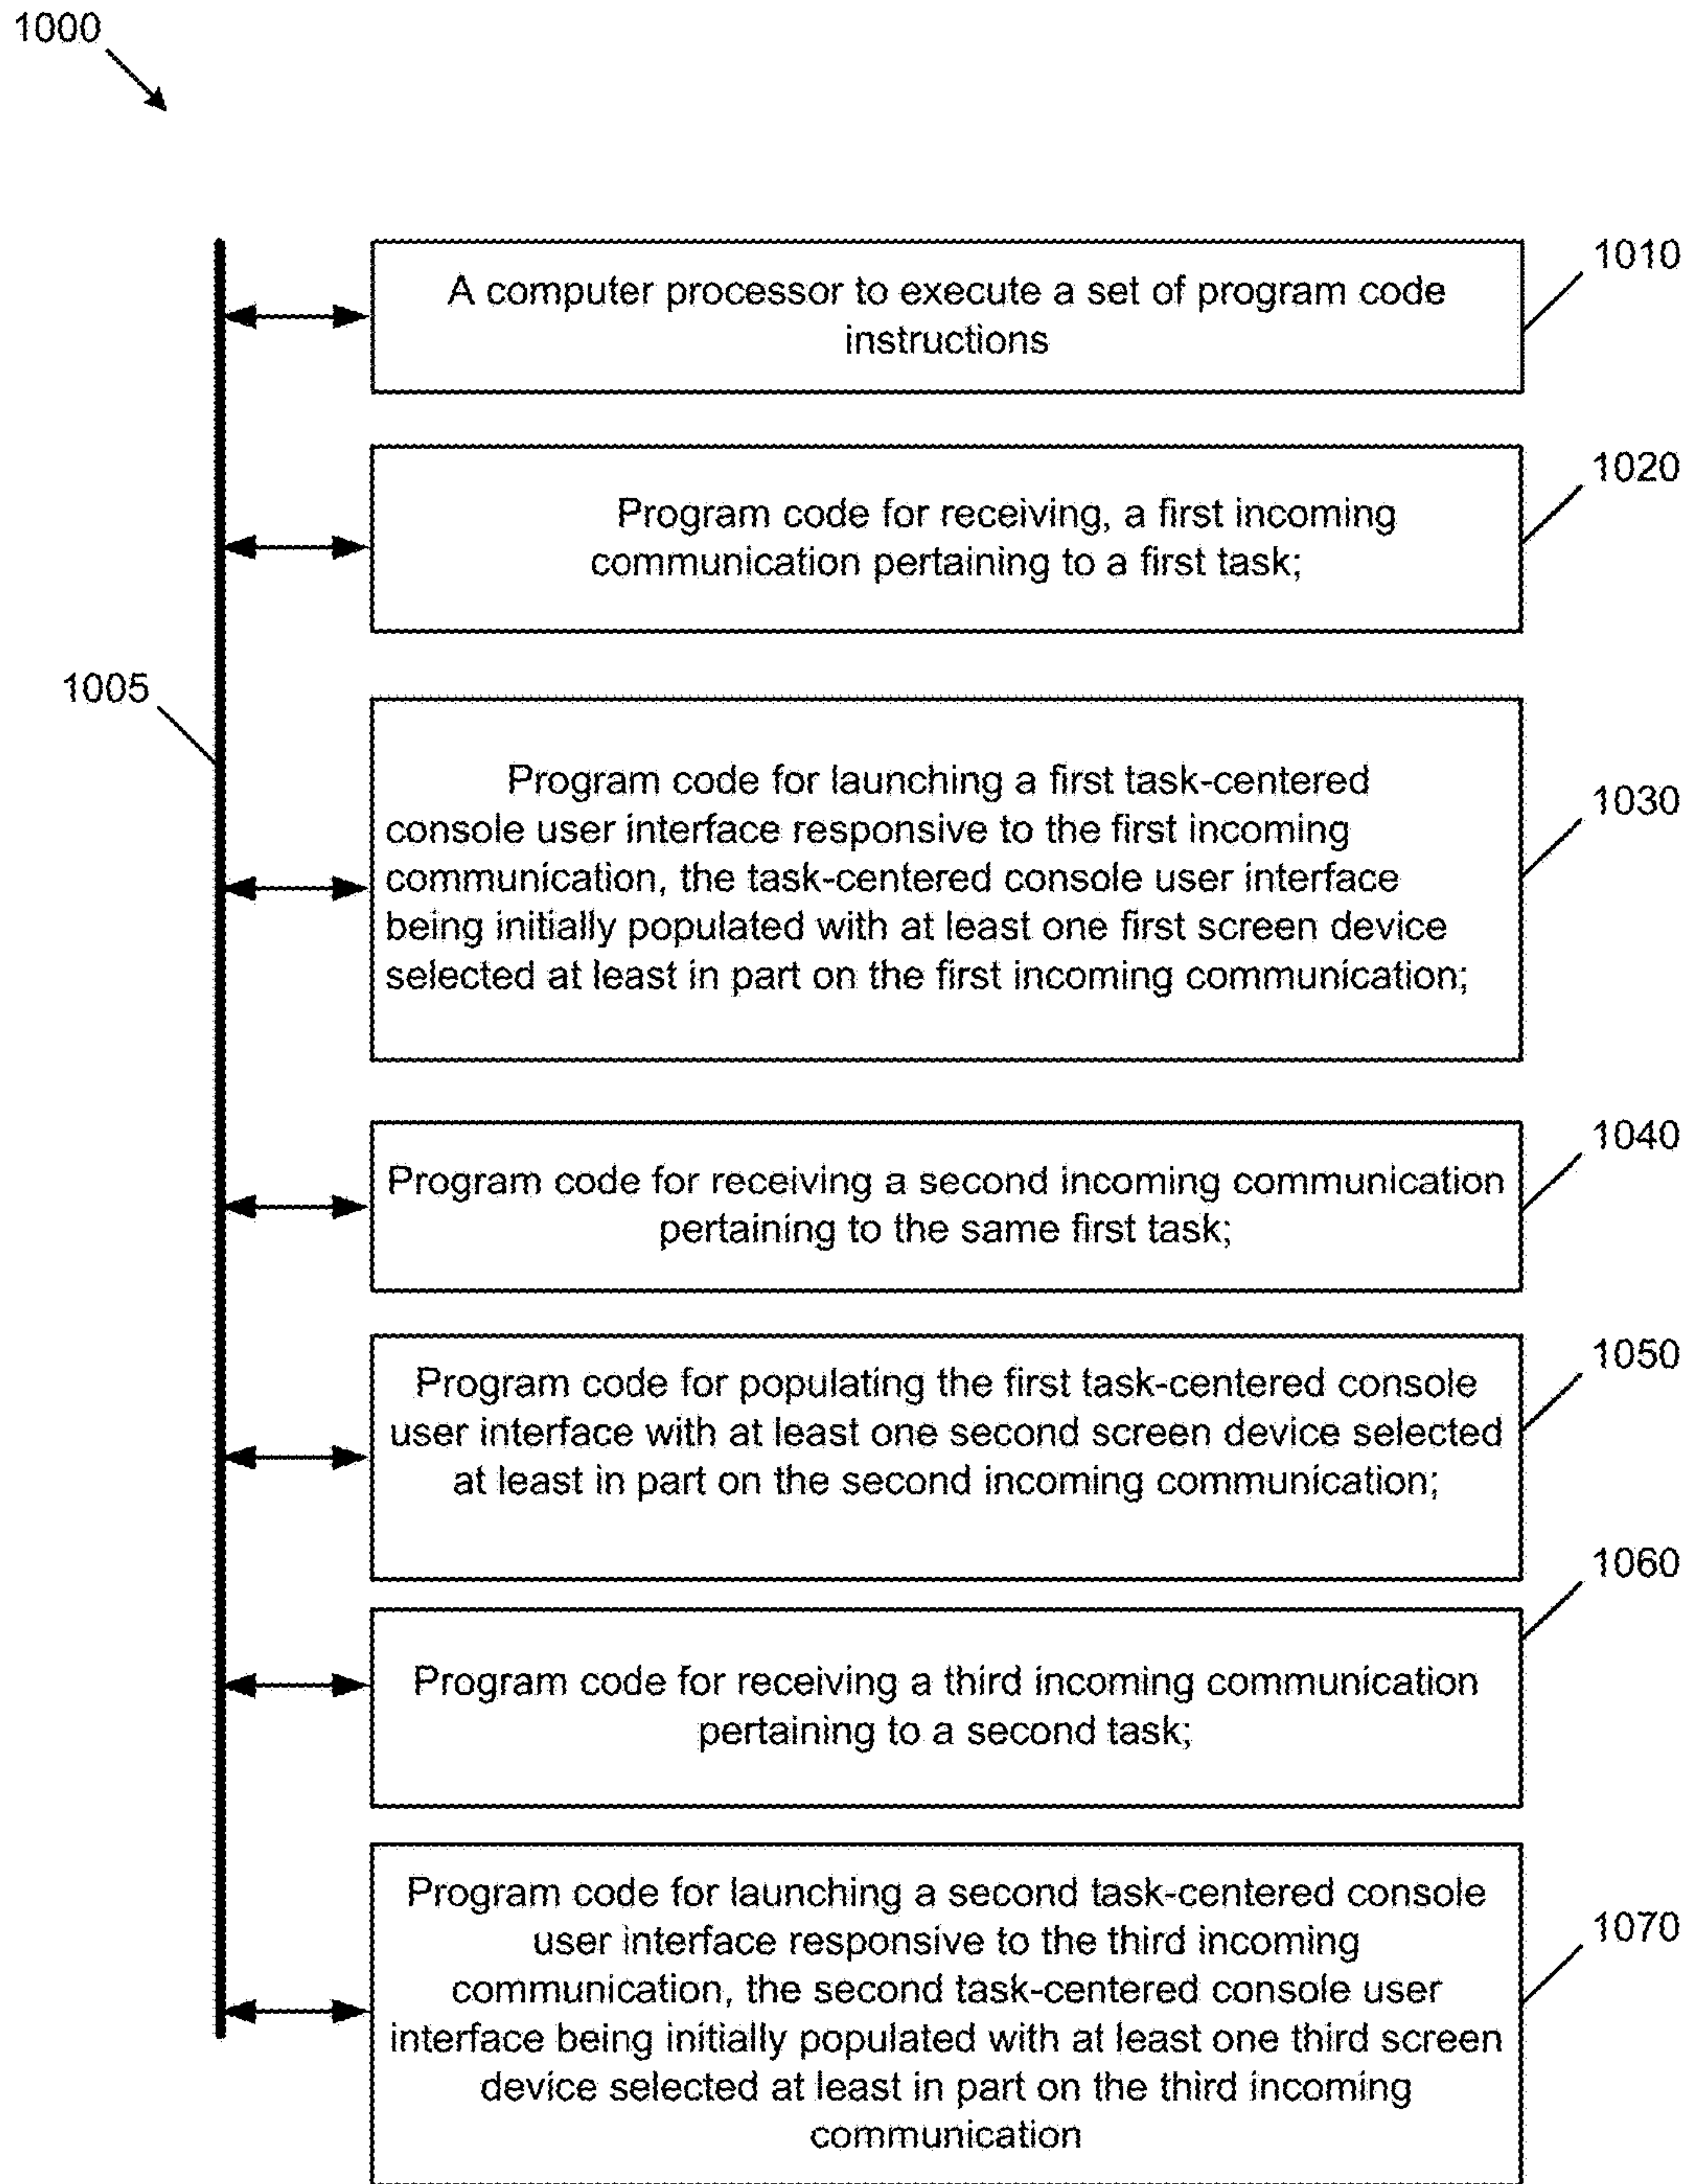 1000
A computer processor to execute a set of program code
instructions
1010
Program code for receiving, a first incoming
communication pertaining to a first task;
1020
1005
Program code for launching a first task-centered
console user interface responsive to the first incoming
communication, the task-centered console user interface
being initially populated with at least one first screen device
selected at least in part on the first incoming communication;
1030
Program code for receiving a second incoming communication
pertaining to the same first task;
1040
Program code for populating the first task-centered console
user interface with at least one second screen device selected
at least in part on the second incoming communication;
1050
Program code for receiving a third incoming communication
pertaining to a second task;
1060
Program code for launching a second task-centered console
user interface responsive to the third incoming
communication, the second task-centered console user
interface being initially populated with at least one third screen
device selected at least in part on the third incoming
communication
1070